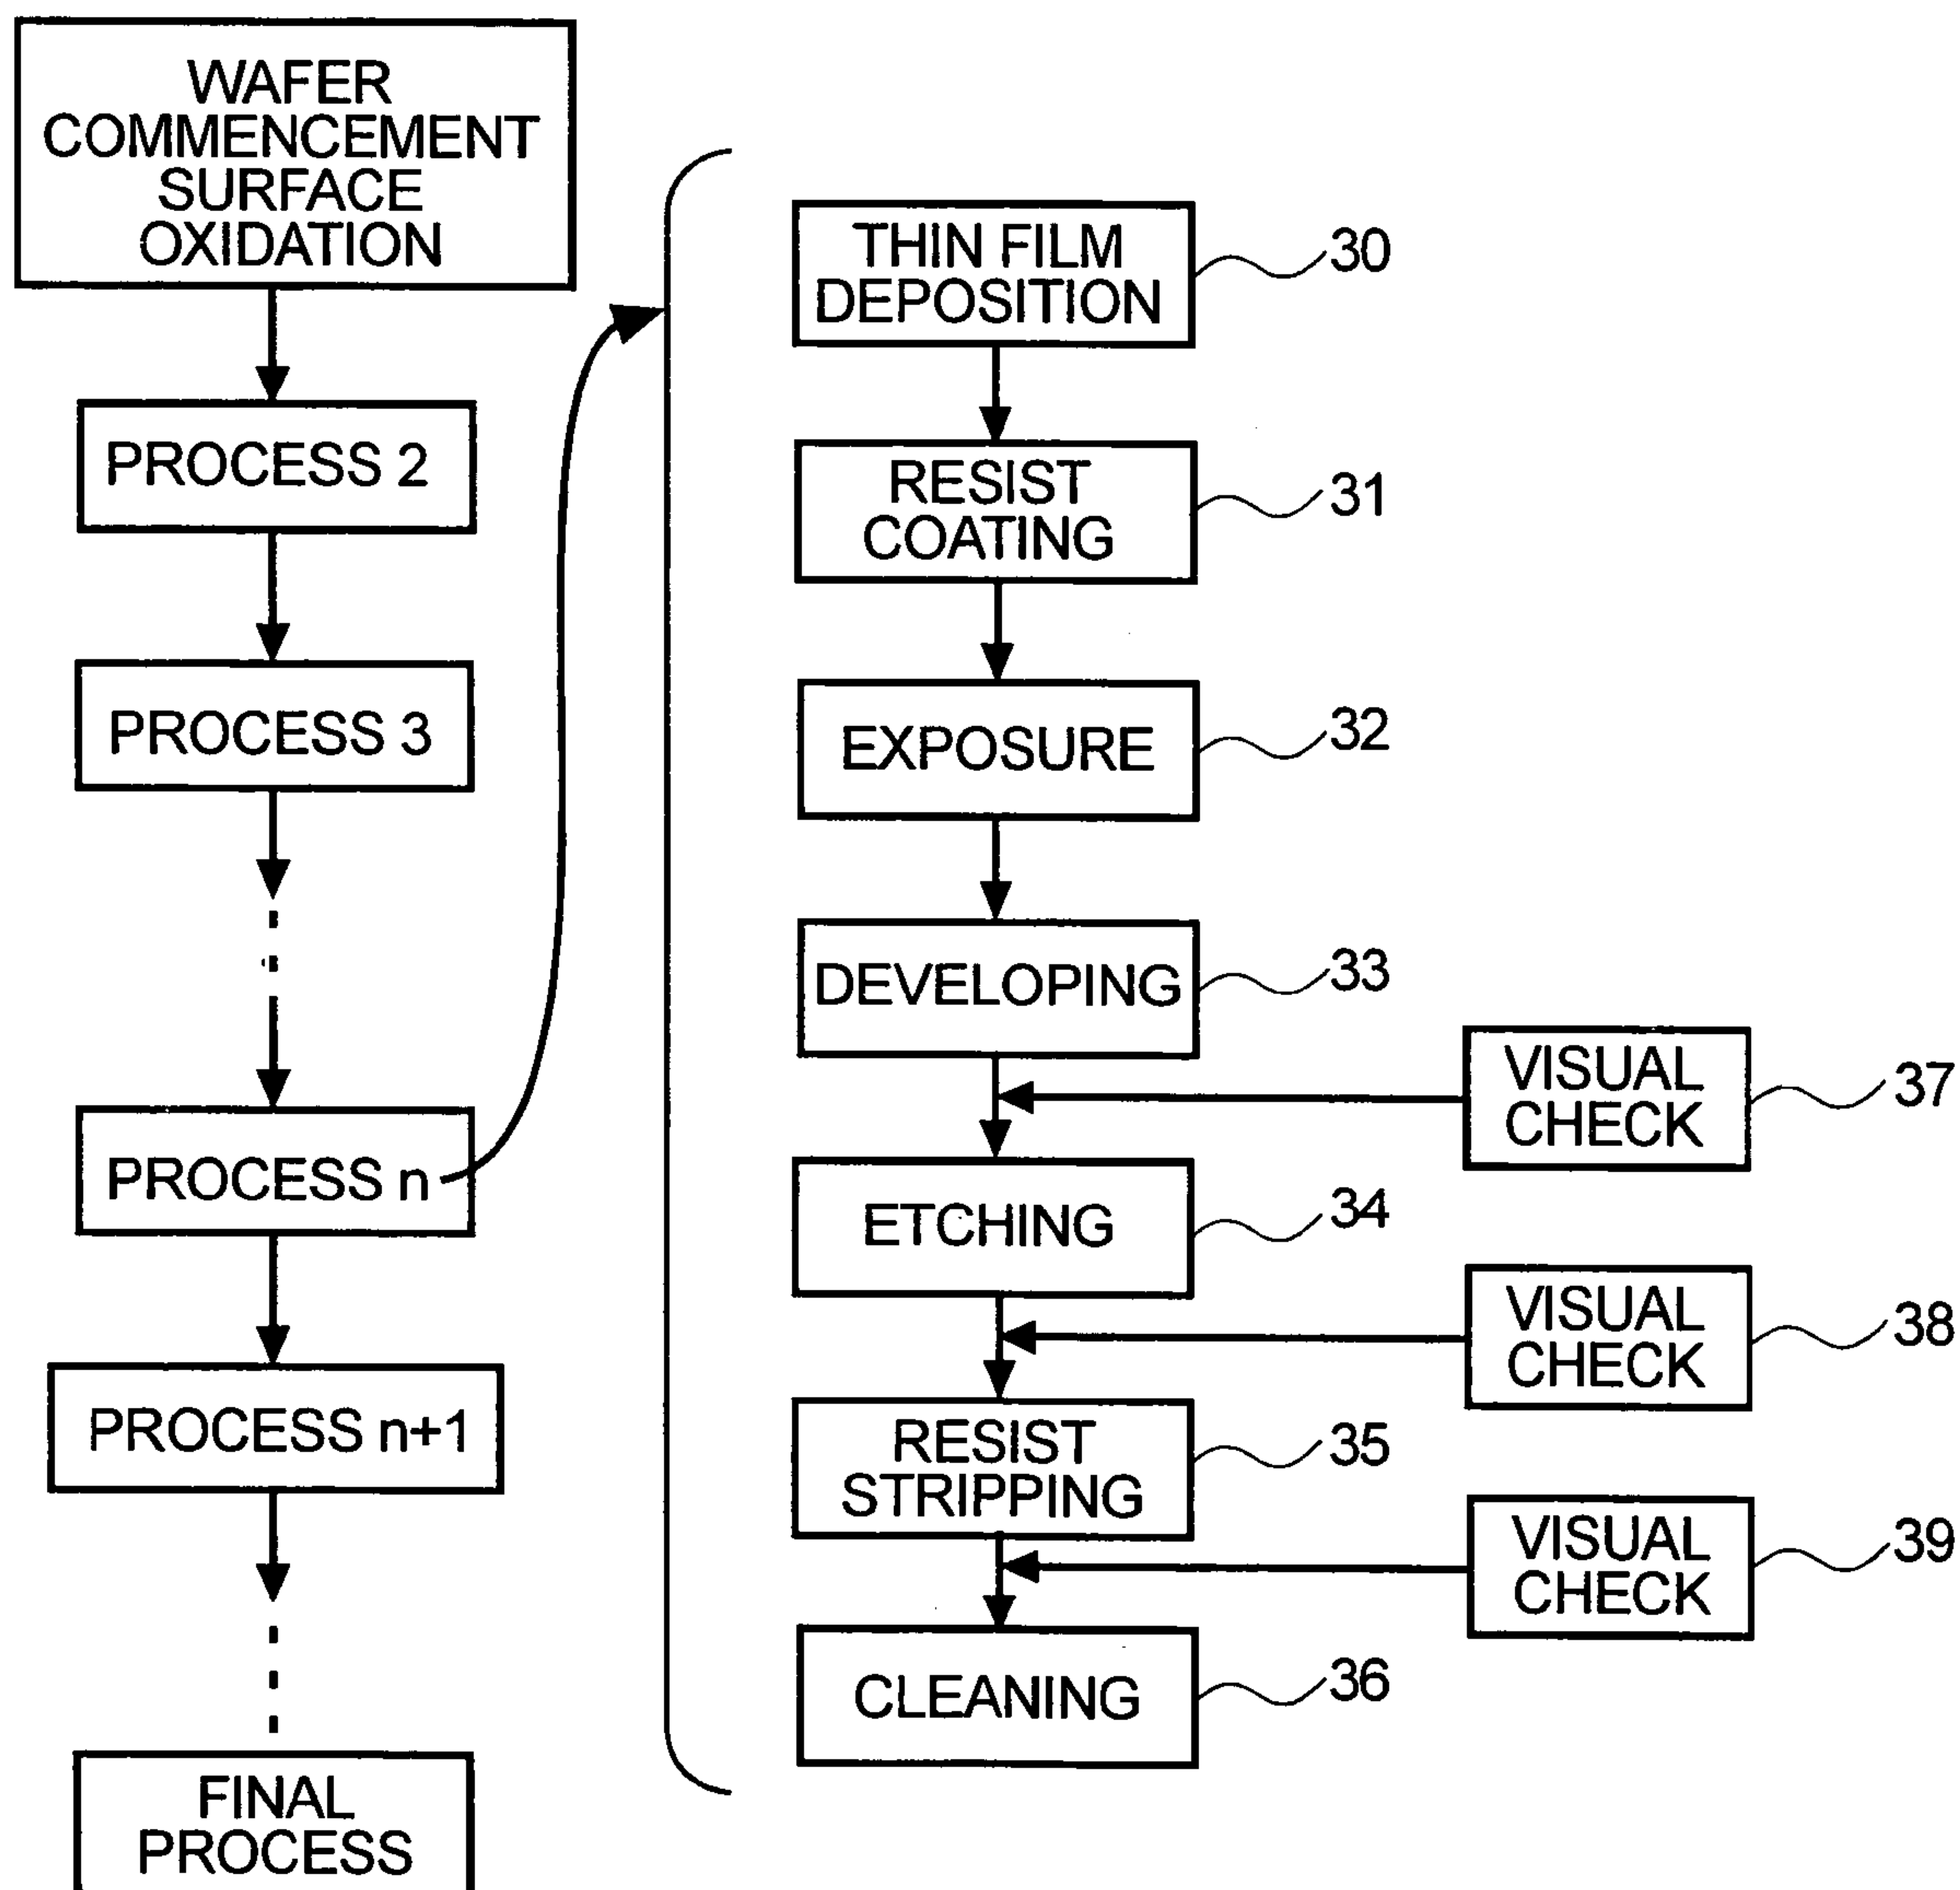 WAFER
COMMENCEMENT
SURFACE
OXIDATION
PROCESS 2
PROCESS 3
PROCESS n
PROCESS n+1
FINAL
PROCESS
THIN FILM
DEPOSITION
30
RESIST
COATING
31
EXPOSURE
32
DEVELOPING
33
VISUAL
CHECK
37
ETCHING
34
VISUAL
CHECK
38
RESIST
STRIPPING
35
VISUAL
CHECK
39
CLEANING
36